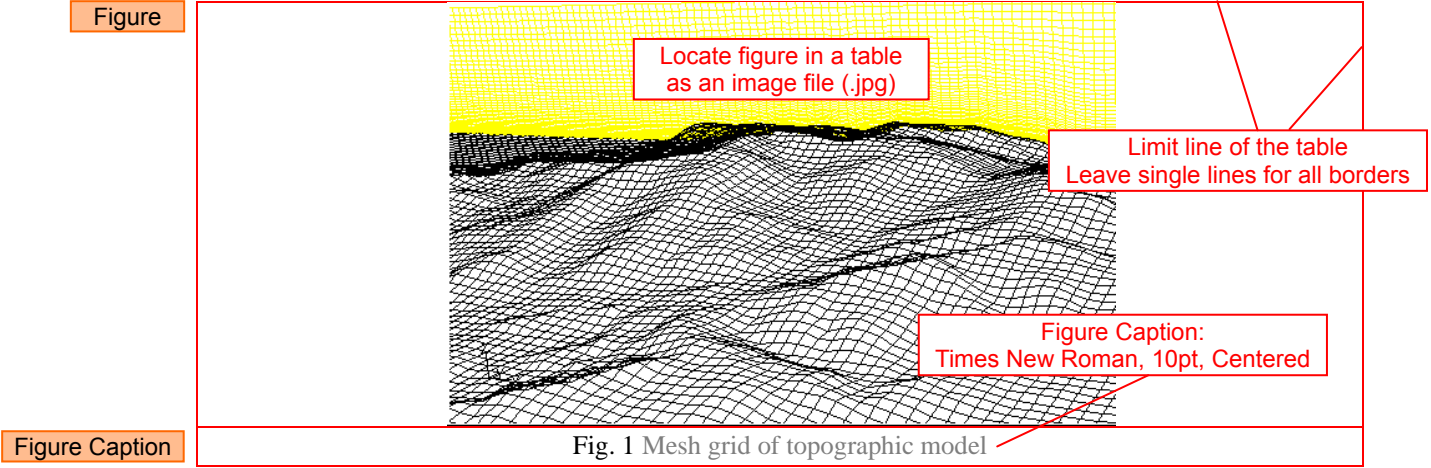 Figure
Locate figure in a table
as an image file (.jpg)
Limit line of the table
Leave single lines for all borders
Figure Caption:
Times New Roman, 10pt, Centered
Figure Caption
Fig. 1 Mesh grid of topographic model